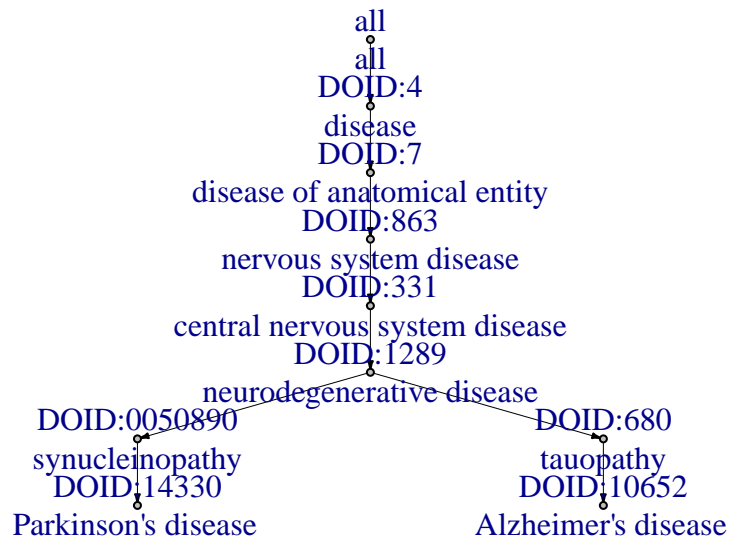 all
all
DOID:4
disease
DOID:7
disease of anatomical entity
DOID:863
nervous system disease
DOID:331
central nervous system disease
DOID:1289
neurodegenerative disease
DOID:0050890 DOID:680
synucleinopathy tauopathy
DOID:14330 DOID:10652
Parkinson's disease Alzheimer's disease